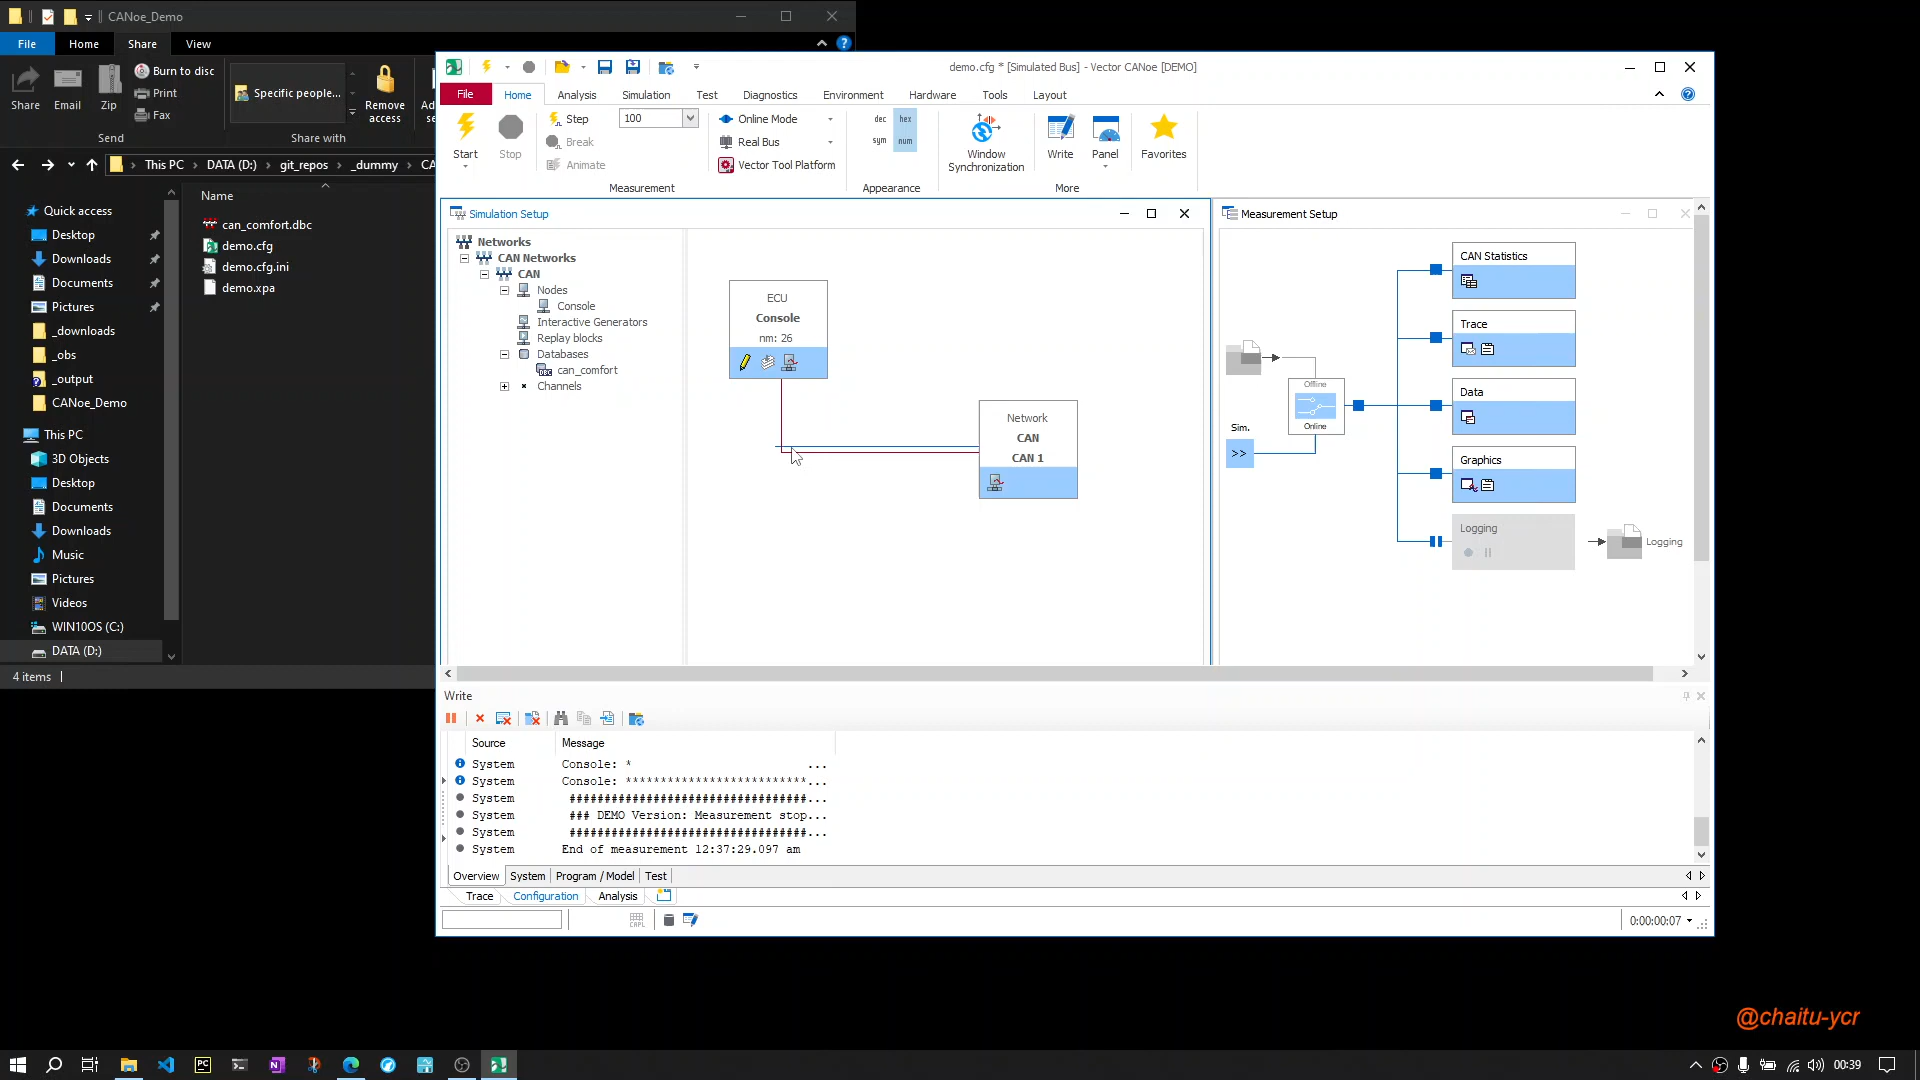 CANoe_Demo
File
Home
Share
View
Share
Email
Zip
Burn to disc
Print
Fax
Specific people...
Remove access
Send
Share with
This PC
DATA (D:)
git_repos
_dummy
Name
Quick access
Desktop
Downloads
Documents
Pictures
_downloads
_obs
_output
CANoe_Demo
This PC
3D Objects
Desktop
Documents
Downloads
Music
Pictures
Videos
WIN10OS (C:)
DATA (D:)
can_comfort.dbc
demo.cfg
demo.cfg.ini
demo.xpa
4 items
demo.cfg * [Simulated Bus] - Vector CANoe [DEMO]
File
Home
Analysis
Simulation
Test
Diagnostics
Environment
Hardware
Tools
Layout
Start
Stop
Step
Break
Animate
100
Online Mode
Real Bus
Vector Tool Platform
Measurement
dec
hex
sym
num
Appearance
Window
Synchronization
Write
Panel
Favorites
More
Simulation Setup
Networks
CAN Networks
CAN
Nodes
Console
Interactive Generators
Replay blocks
Databases
can_comfort
Channels
ECU
Console
nm: 26
Network
CAN
CAN 1
Measurement Setup
Offline
Online
Sim.
>>
CAN Statistics
Trace
Data
Graphics
Logging
Logging
Write
Source
Message
System Console: * ...
System Console: **************************...
System #################################...
System ### DEMO Version: Measurement stop...
System #################################...
System End of measurement 12:37:29.097 am
Overview
System
Program / Model
Test
Trace
Configuration
Analysis
CAPL
0:00:00:07
@chaitu-ycr
00:39